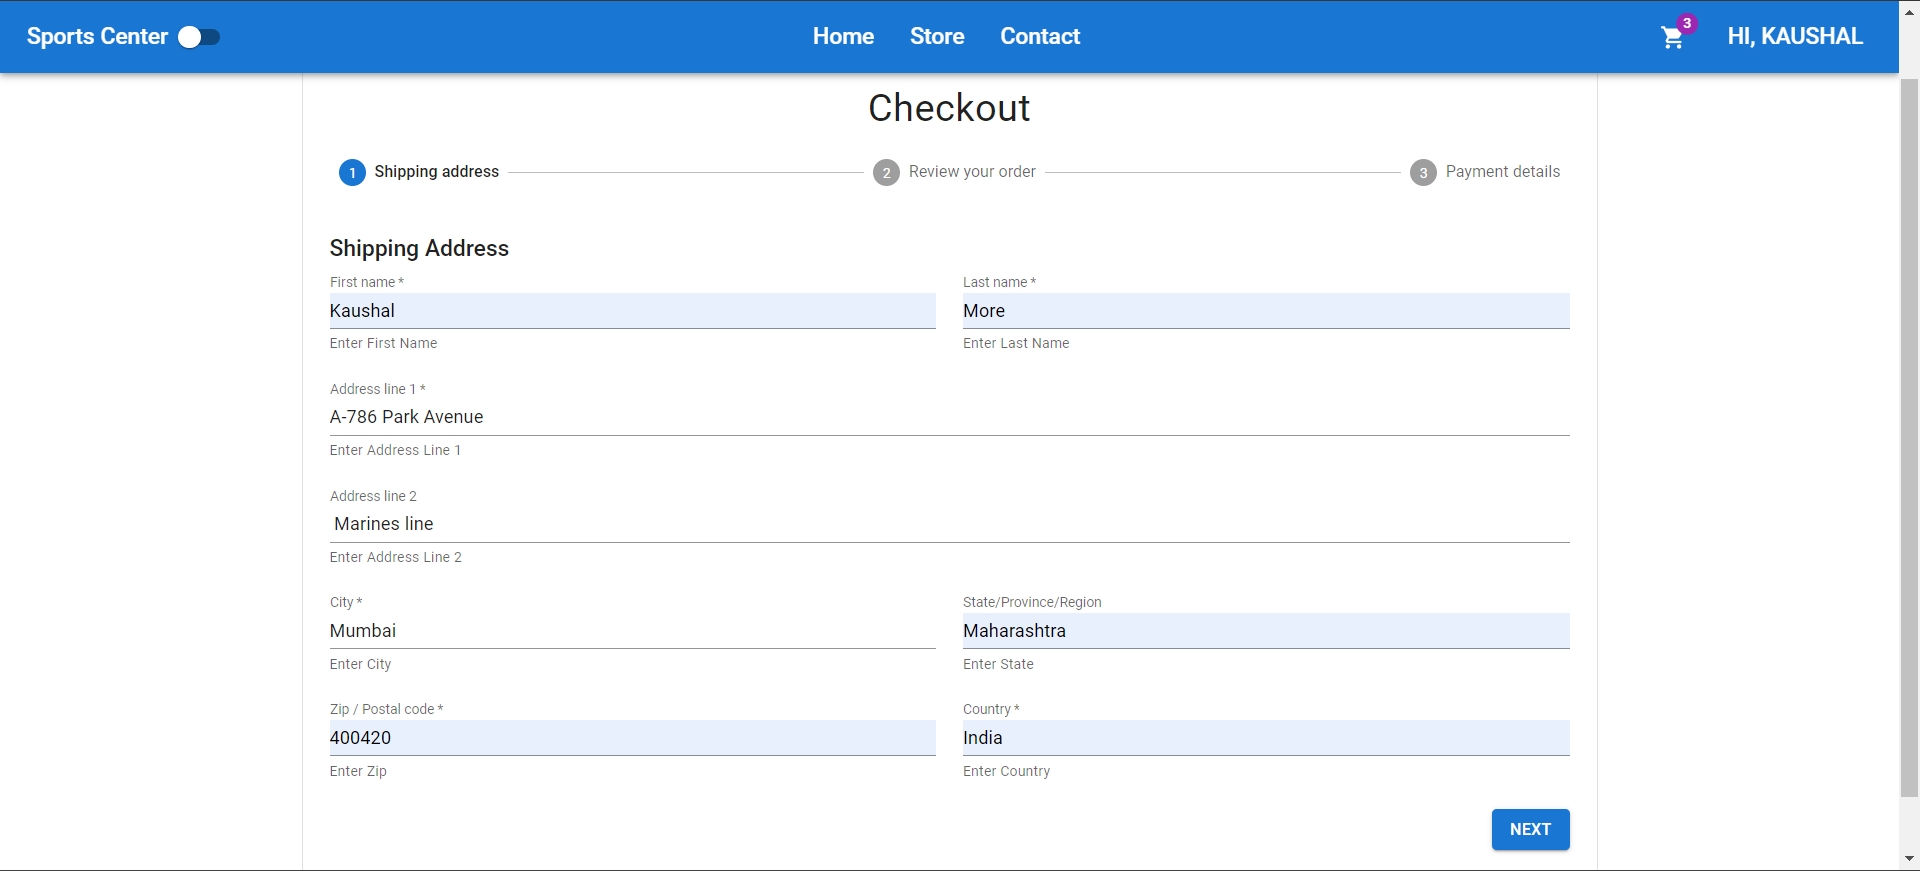 Sports Center Home Store Contact 3 HI, KAUSHAL
Checkout
1 Shipping address 2 Review your order 3 Payment details
Shipping Address
First name * Last name *
Kaushal More
Enter First Name Enter Last Name
Address line 1 *
A-786 Park Avenue
Enter Address Line 1
Address line 2
Marines line
Enter Address Line 2
City * State/Province/Region
Mumbai Maharashtra
Enter City Enter State
Zip / Postal code * Country *
400420 India
Enter Zip Enter Country
NEXT